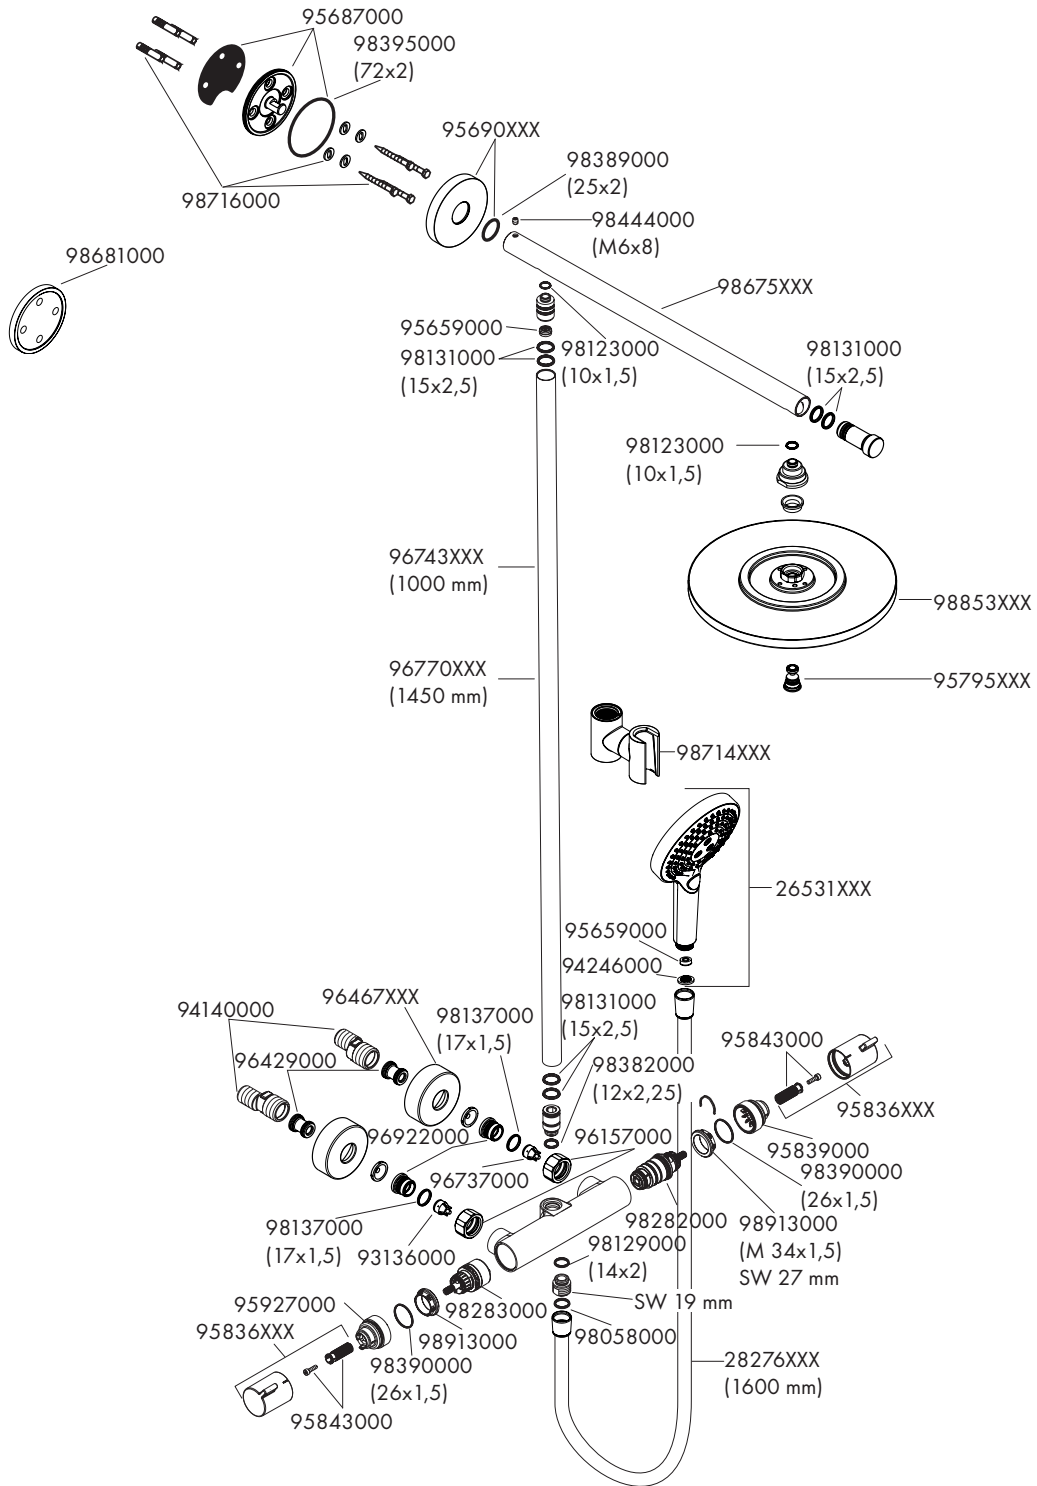 95687000
98395000
(72x2)
95690XXX
98389000
(25x2)
98716000
98444000
(M6x8)
98681000
98675XXX
95659000
98131000
(15x2,5)
98123000
(10x1,5)
98131000
(15x2,5)
98123000
(10x1,5)
96743XXX
(1000 mm)
98853XXX
96770XXX
(1450 mm)
95795XXX
98714XXX
26531XXX
95659000
94246000
96467XXX
94140000
98137000
(17x1,5)
98131000
(15x2,5)
96429000
95843000
98382000
(12x2,25)
95836XXX
96922000
96157000
95839000
96737000
98390000
(26x1,5)
98137000
(17x1,5)
93136000
98282000
98913000
(M 34x1,5)
SW 27 mm
98129000
(14x2)
SW 19 mm
95927000
98283000
95836XXX
98913000
98058000
98390000
(26x1,5)
28276XXX
(1600 mm)
95843000